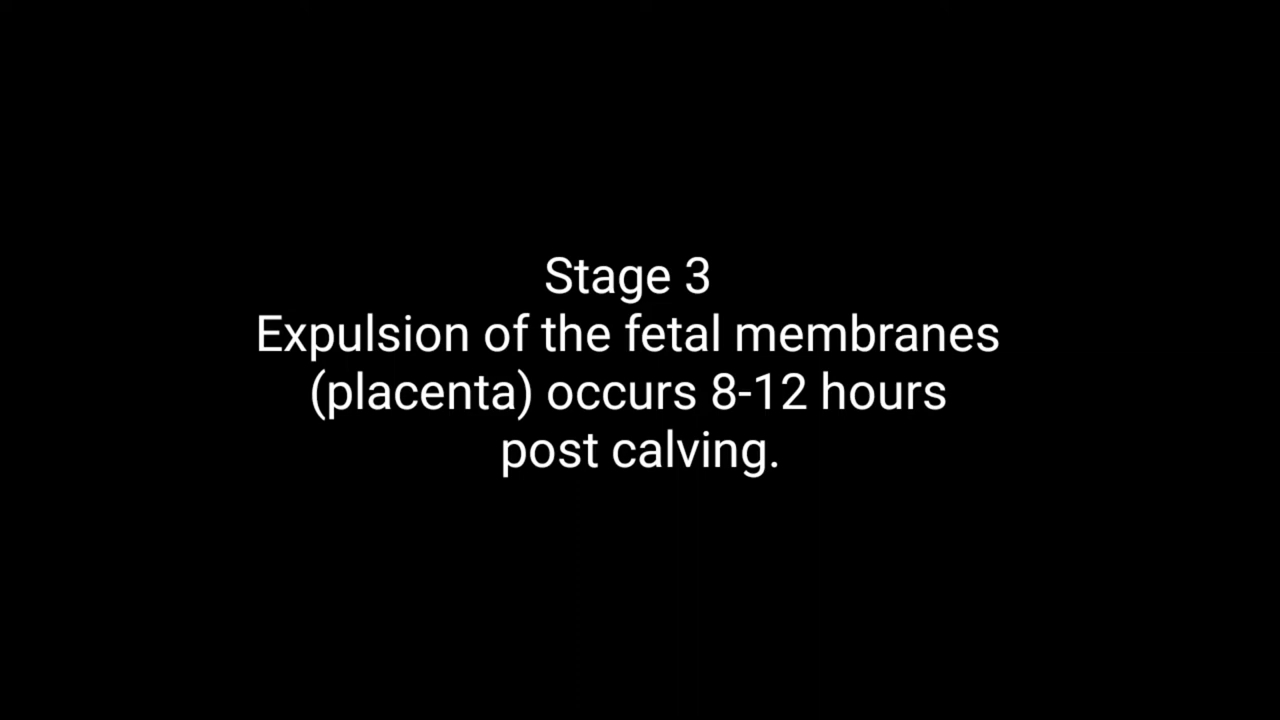 Stage 3
Expulsion of the fetal membranes
(placenta) occurs 8-12 hours
post calving.